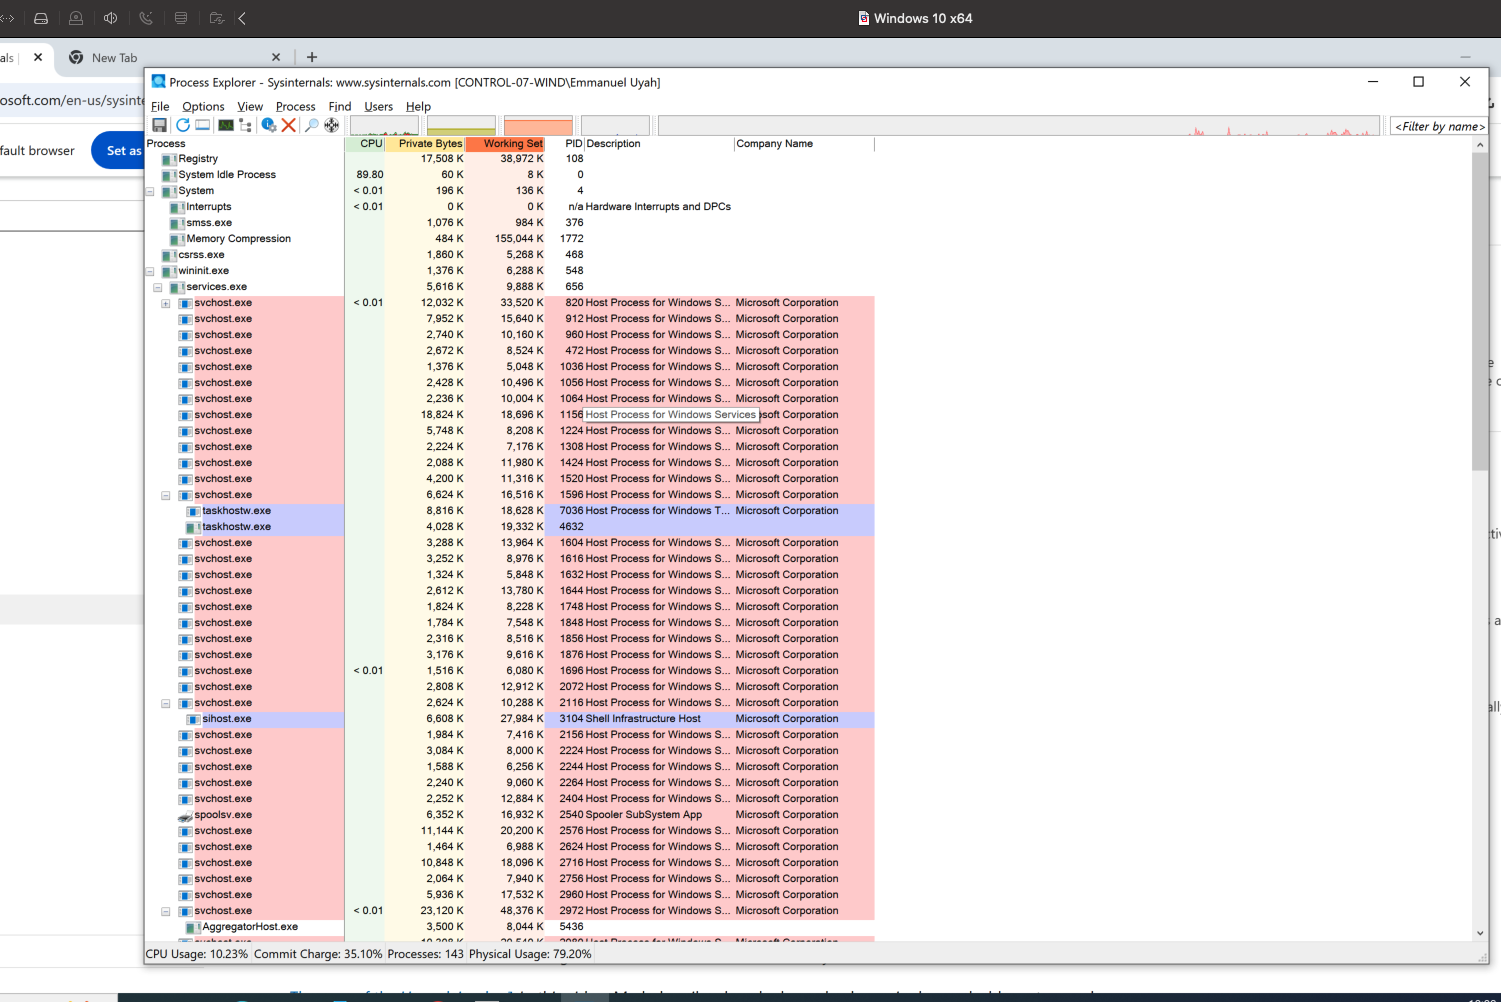 Windows 10 x64
als
New Tab
osoft.com/en-us/sysinte
Process Explorer - Sysinternals: www.sysinternals.com [CONTROL-07-WIND\Emmanuel Uyah]
File Options View Process Find Users Help
<Filter by name>
fault browser
Set as
Process CPU Private Bytes Working Set PID Description Company Name
Registry 17,508 K 38,972 K 108
System Idle Process 89.80 60 K 8 K 0
System < 0.01 196 K 136 K 4
Interrupts < 0.01 0 K 0 K n/a Hardware Interrupts and DPCs
smss.exe 1,076 K 984 K 376
Memory Compression 484 K 155,044 K 1772
csrss.exe 1,860 K 5,268 K 468
wininit.exe 1,376 K 6,288 K 548
services.exe 5,616 K 9,888 K 656
svchost.exe < 0.01 12,032 K 33,520 K 820 Host Process for Windows S... Microsoft Corporation
svchost.exe 7,952 K 15,640 K 912 Host Process for Windows S... Microsoft Corporation
svchost.exe 2,740 K 10,160 K 960 Host Process for Windows S... Microsoft Corporation
svchost.exe 2,672 K 8,524 K 472 Host Process for Windows S... Microsoft Corporation
svchost.exe 1,376 K 5,048 K 1036 Host Process for Windows S... Microsoft Corporation
svchost.exe 2,428 K 10,496 K 1056 Host Process for Windows S... Microsoft Corporation
svchost.exe 2,236 K 10,004 K 1064 Host Process for Windows S... Microsoft Corporation
svchost.exe 18,824 K 18,696 K 1156 Host Process for Windows Services osoft Corporation
svchost.exe 5,748 K 8,208 K 1224 Host Process for Windows S... Microsoft Corporation
svchost.exe 2,224 K 7,176 K 1308 Host Process for Windows S... Microsoft Corporation
svchost.exe 2,088 K 11,980 K 1424 Host Process for Windows S... Microsoft Corporation
svchost.exe 4,200 K 11,316 K 1520 Host Process for Windows S... Microsoft Corporation
svchost.exe 6,624 K 16,516 K 1596 Host Process for Windows S... Microsoft Corporation
taskhostw.exe 8,816 K 18,628 K 7036 Host Process for Windows T... Microsoft Corporation
taskhostw.exe 4,028 K 19,332 K 4632
svchost.exe 3,288 K 13,964 K 1604 Host Process for Windows S... Microsoft Corporation
svchost.exe 3,252 K 8,976 K 1616 Host Process for Windows S... Microsoft Corporation
svchost.exe 1,324 K 5,848 K 1632 Host Process for Windows S... Microsoft Corporation
svchost.exe 2,612 K 13,780 K 1644 Host Process for Windows S... Microsoft Corporation
svchost.exe 1,824 K 8,228 K 1748 Host Process for Windows S... Microsoft Corporation
svchost.exe 1,784 K 7,548 K 1848 Host Process for Windows S... Microsoft Corporation
svchost.exe 2,316 K 8,516 K 1856 Host Process for Windows S... Microsoft Corporation
svchost.exe 3,176 K 9,616 K 1876 Host Process for Windows S... Microsoft Corporation
svchost.exe < 0.01 1,516 K 6,080 K 1696 Host Process for Windows S... Microsoft Corporation
svchost.exe 2,808 K 12,912 K 2072 Host Process for Windows S... Microsoft Corporation
svchost.exe 2,624 K 10,288 K 2116 Host Process for Windows S... Microsoft Corporation
sihost.exe 6,608 K 27,984 K 3104 Shell Infrastructure Host Microsoft Corporation
svchost.exe 1,984 K 7,416 K 2156 Host Process for Windows S... Microsoft Corporation
svchost.exe 3,084 K 8,000 K 2224 Host Process for Windows S... Microsoft Corporation
svchost.exe 1,588 K 6,256 K 2244 Host Process for Windows S... Microsoft Corporation
svchost.exe 2,240 K 9,060 K 2264 Host Process for Windows S... Microsoft Corporation
svchost.exe 2,252 K 12,884 K 2404 Host Process for Windows S... Microsoft Corporation
spoolsv.exe 6,352 K 16,932 K 2540 Spooler SubSystem App Microsoft Corporation
svchost.exe 11,144 K 20,200 K 2576 Host Process for Windows S... Microsoft Corporation
svchost.exe 1,464 K 6,988 K 2624 Host Process for Windows S... Microsoft Corporation
svchost.exe 10,848 K 18,096 K 2716 Host Process for Windows S... Microsoft Corporation
svchost.exe 2,064 K 7,940 K 2756 Host Process for Windows S... Microsoft Corporation
svchost.exe 5,936 K 17,532 K 2960 Host Process for Windows S... Microsoft Corporation
svchost.exe < 0.01 23,120 K 48,376 K 2972 Host Process for Windows S... Microsoft Corporation
AggregatorHost.exe 3,500 K 8,044 K 5436
CPU Usage: 10.23% Commit Charge: 35.10% Processes: 143 Physical Usage: 79.20%